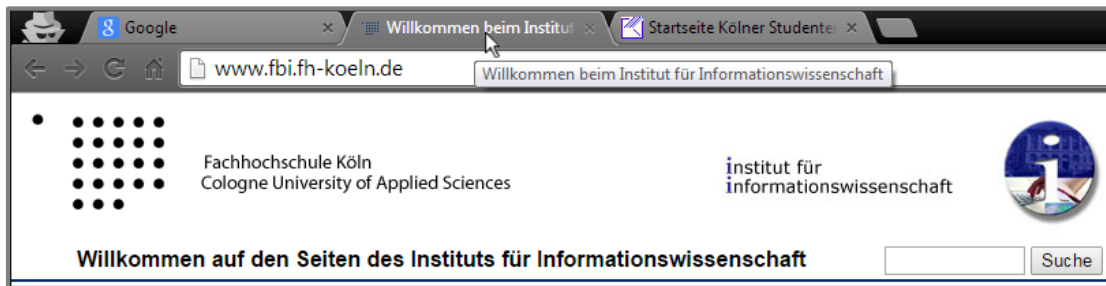 8 Google × Willkommen beim Institut × Startseite Kölner Studenten ×
www.fbi.fh-koeln.de
Willkommen beim Institut für Informationswissenschaft
Fachhochschule Köln
Cologne University of Applied Sciences
institut für
informationswissenschaft
i
Willkommen auf den Seiten des Instituts für Informationswissenschaft
Suche